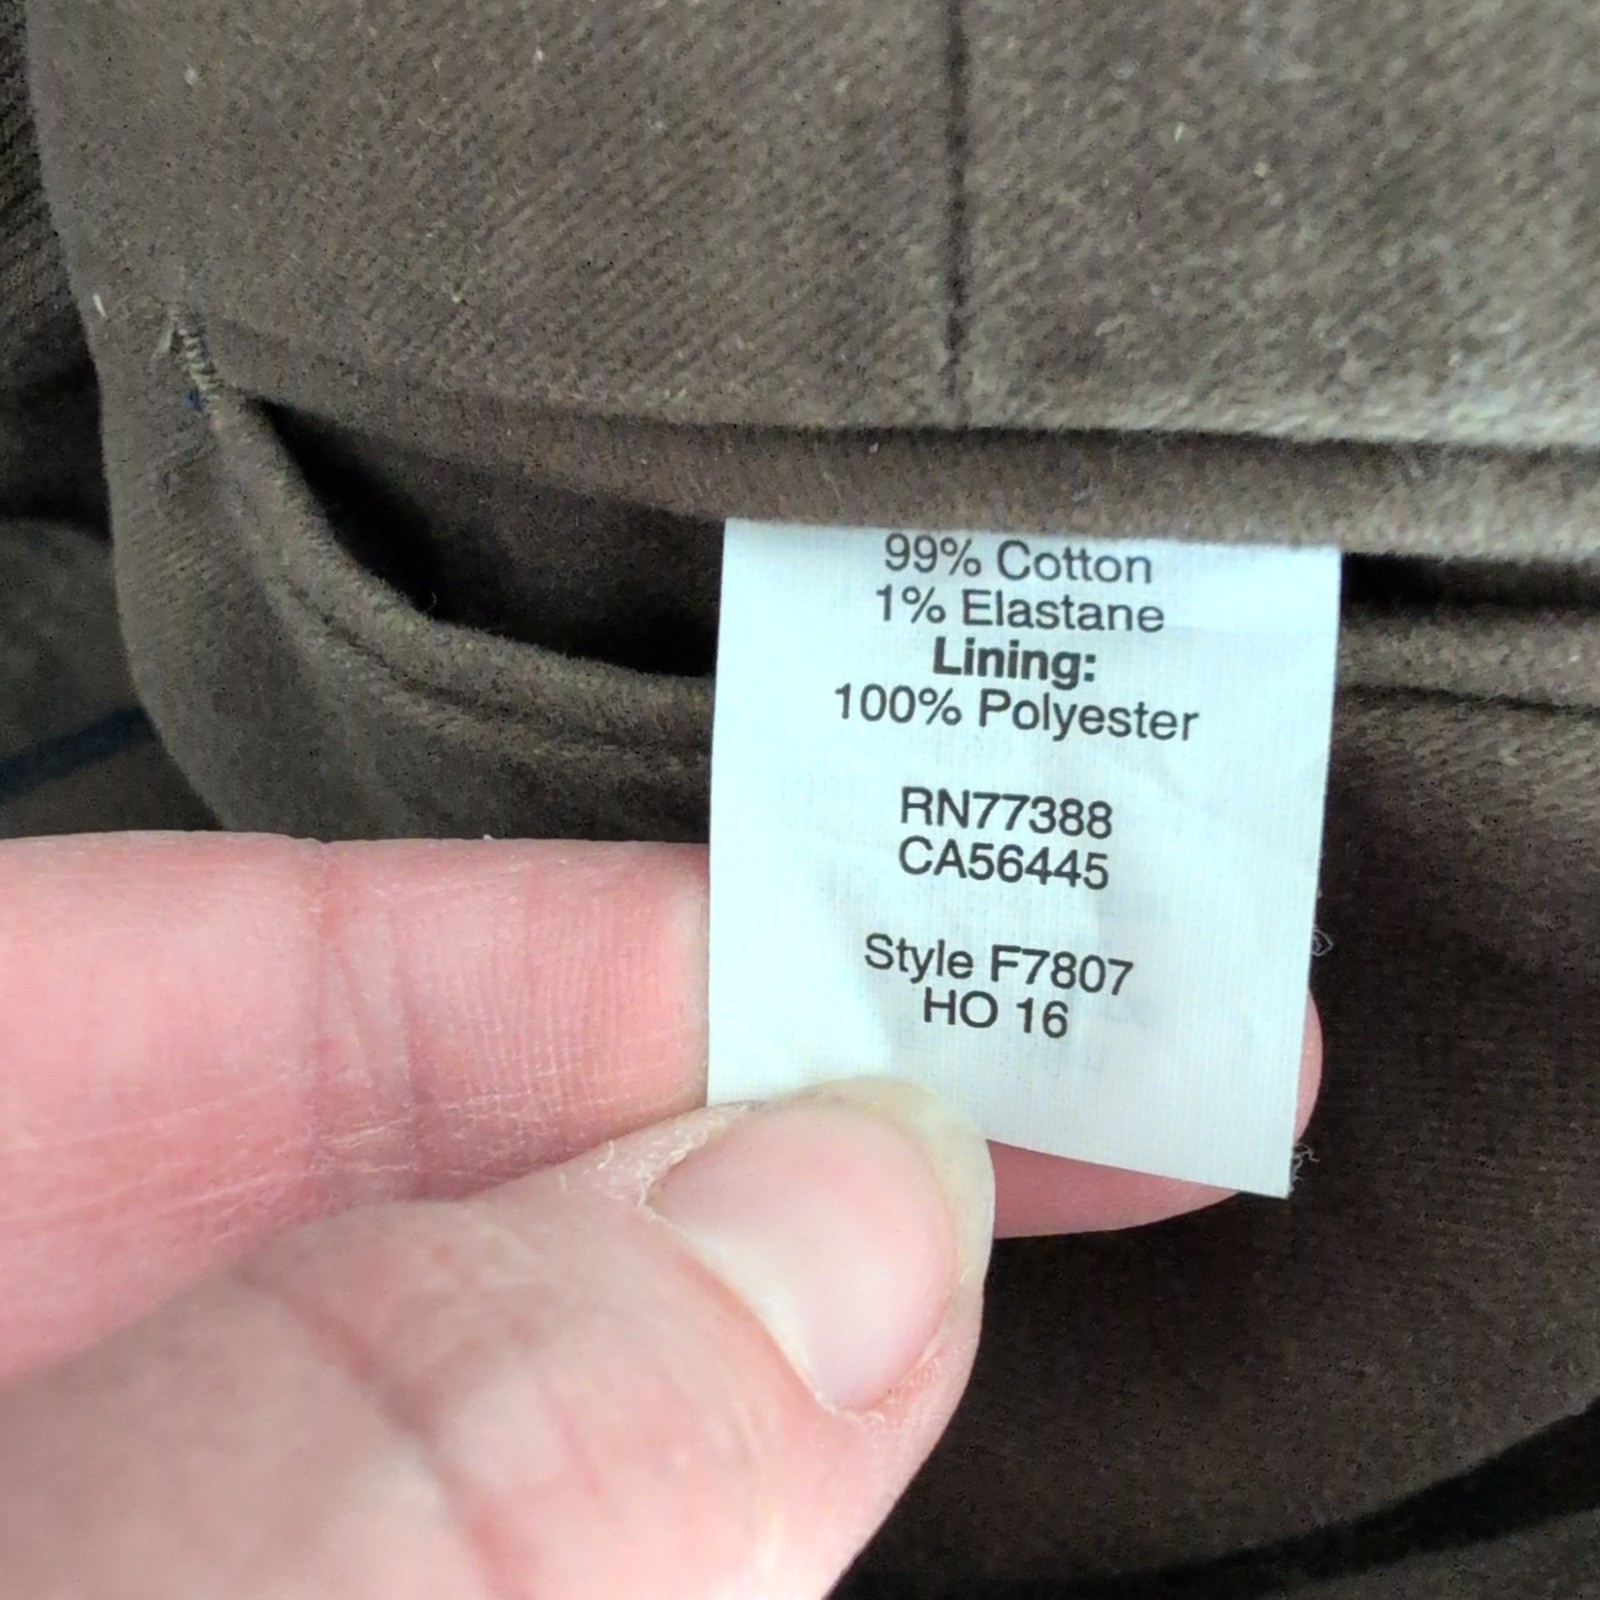 99% Cotton
1% Elastane
Lining:
100% Polyester
RN77388
CA56445
Style F7807
HO 16